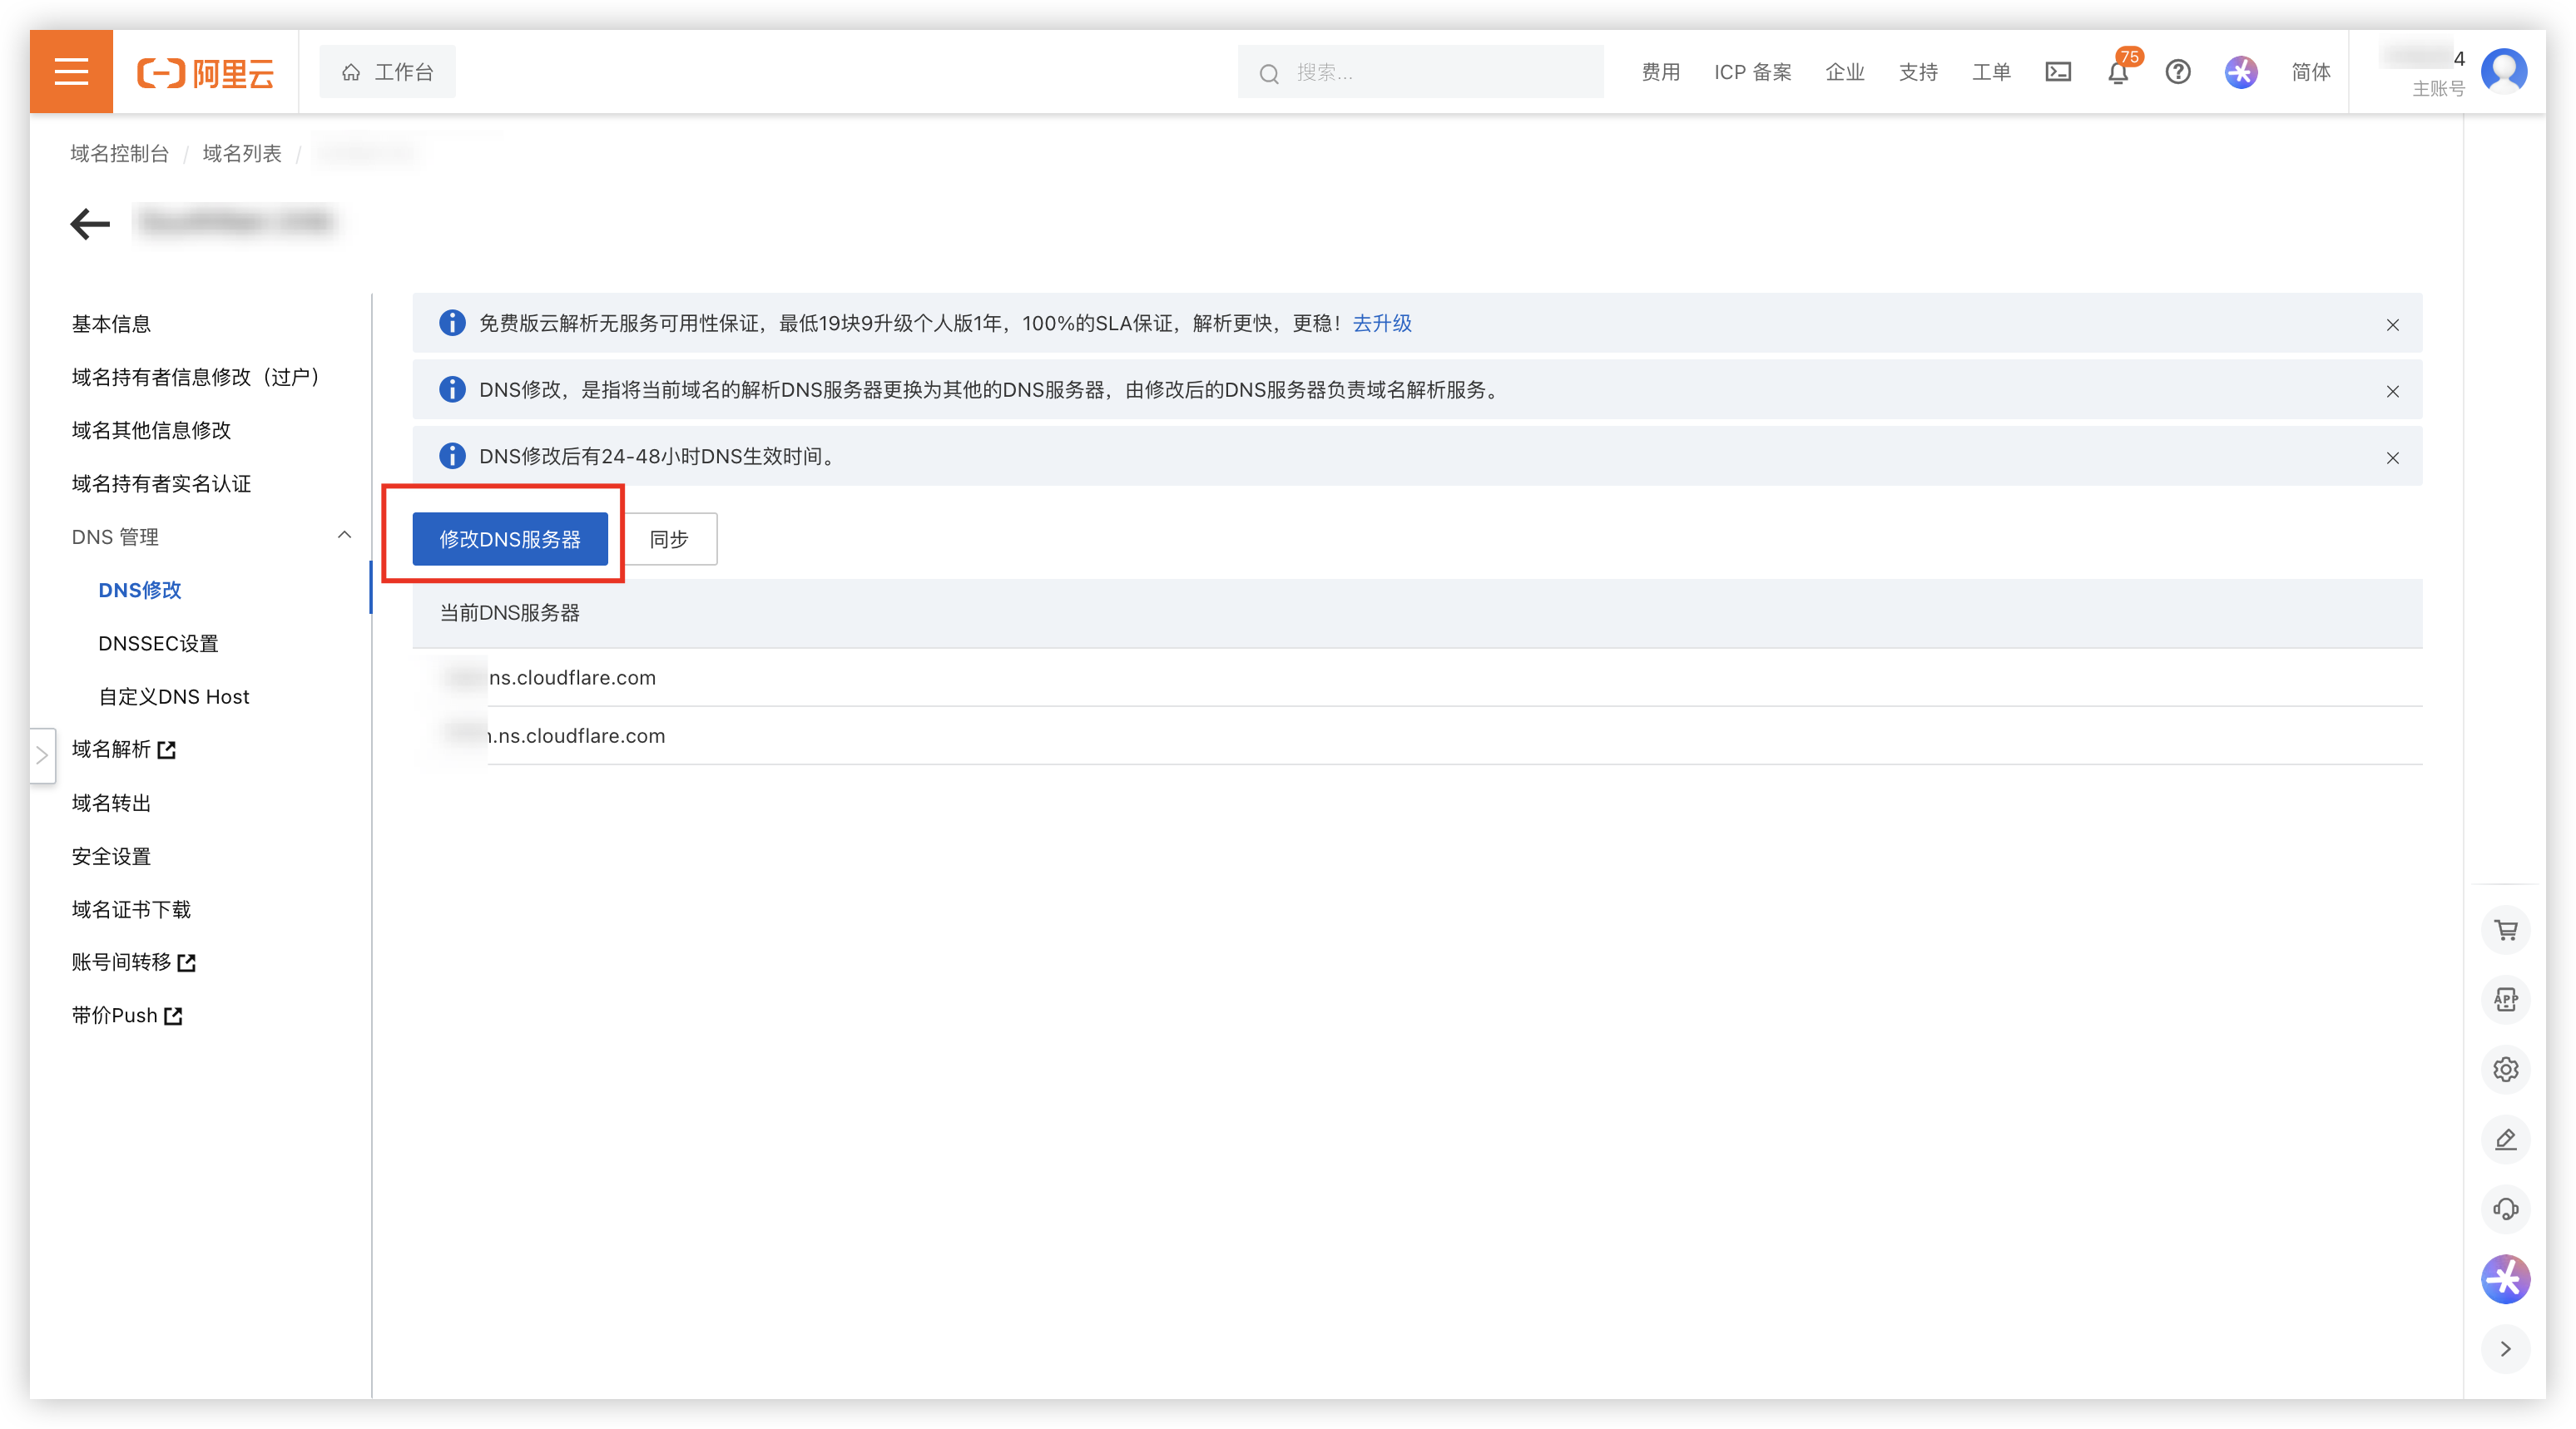 阿里云
工作台
搜索...
费用
ICP 备案
企业
支持
工单
75
简体
4
主账号
域名控制台 / 域名列表 /
基本信息
域名持有者信息修改（过户）
域名其他信息修改
域名持有者实名认证
DNS 管理
DNS修改
DNSSEC设置
自定义DNS Host
域名解析
域名转出
安全设置
域名证书下载
账号间转移
带价Push
免费版云解析无服务可用性保证，最低19块9升级个人版1年，100%的SLA保证，解析更快，更稳！去升级
DNS修改，是指将当前域名的解析DNS服务器更换为其他的DNS服务器，由修改后的DNS服务器负责域名解析服务。
DNS修改后有24-48小时DNS生效时间。
修改DNS服务器
同步
当前DNS服务器
ns.cloudflare.com
.ns.cloudflare.com
APP